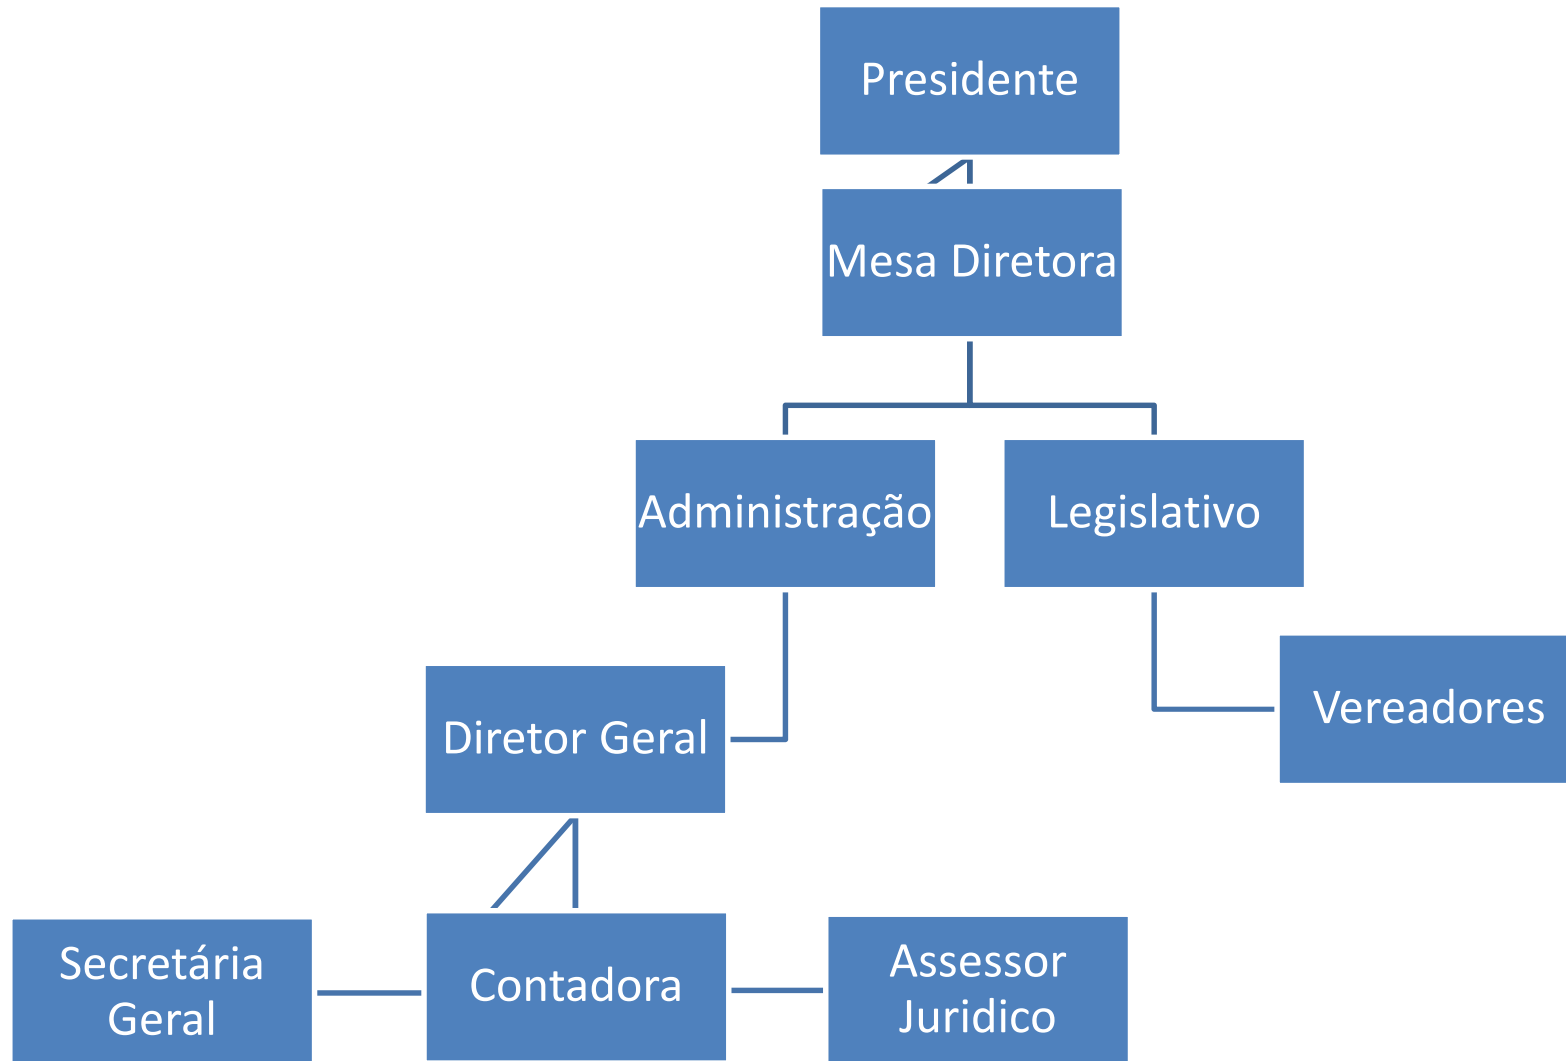 Presidente
Mesa Diretora
Administração
Legislativo
Vereadores
Diretor Geral
Secretária
Geral
Contadora
Assessor
Juridico